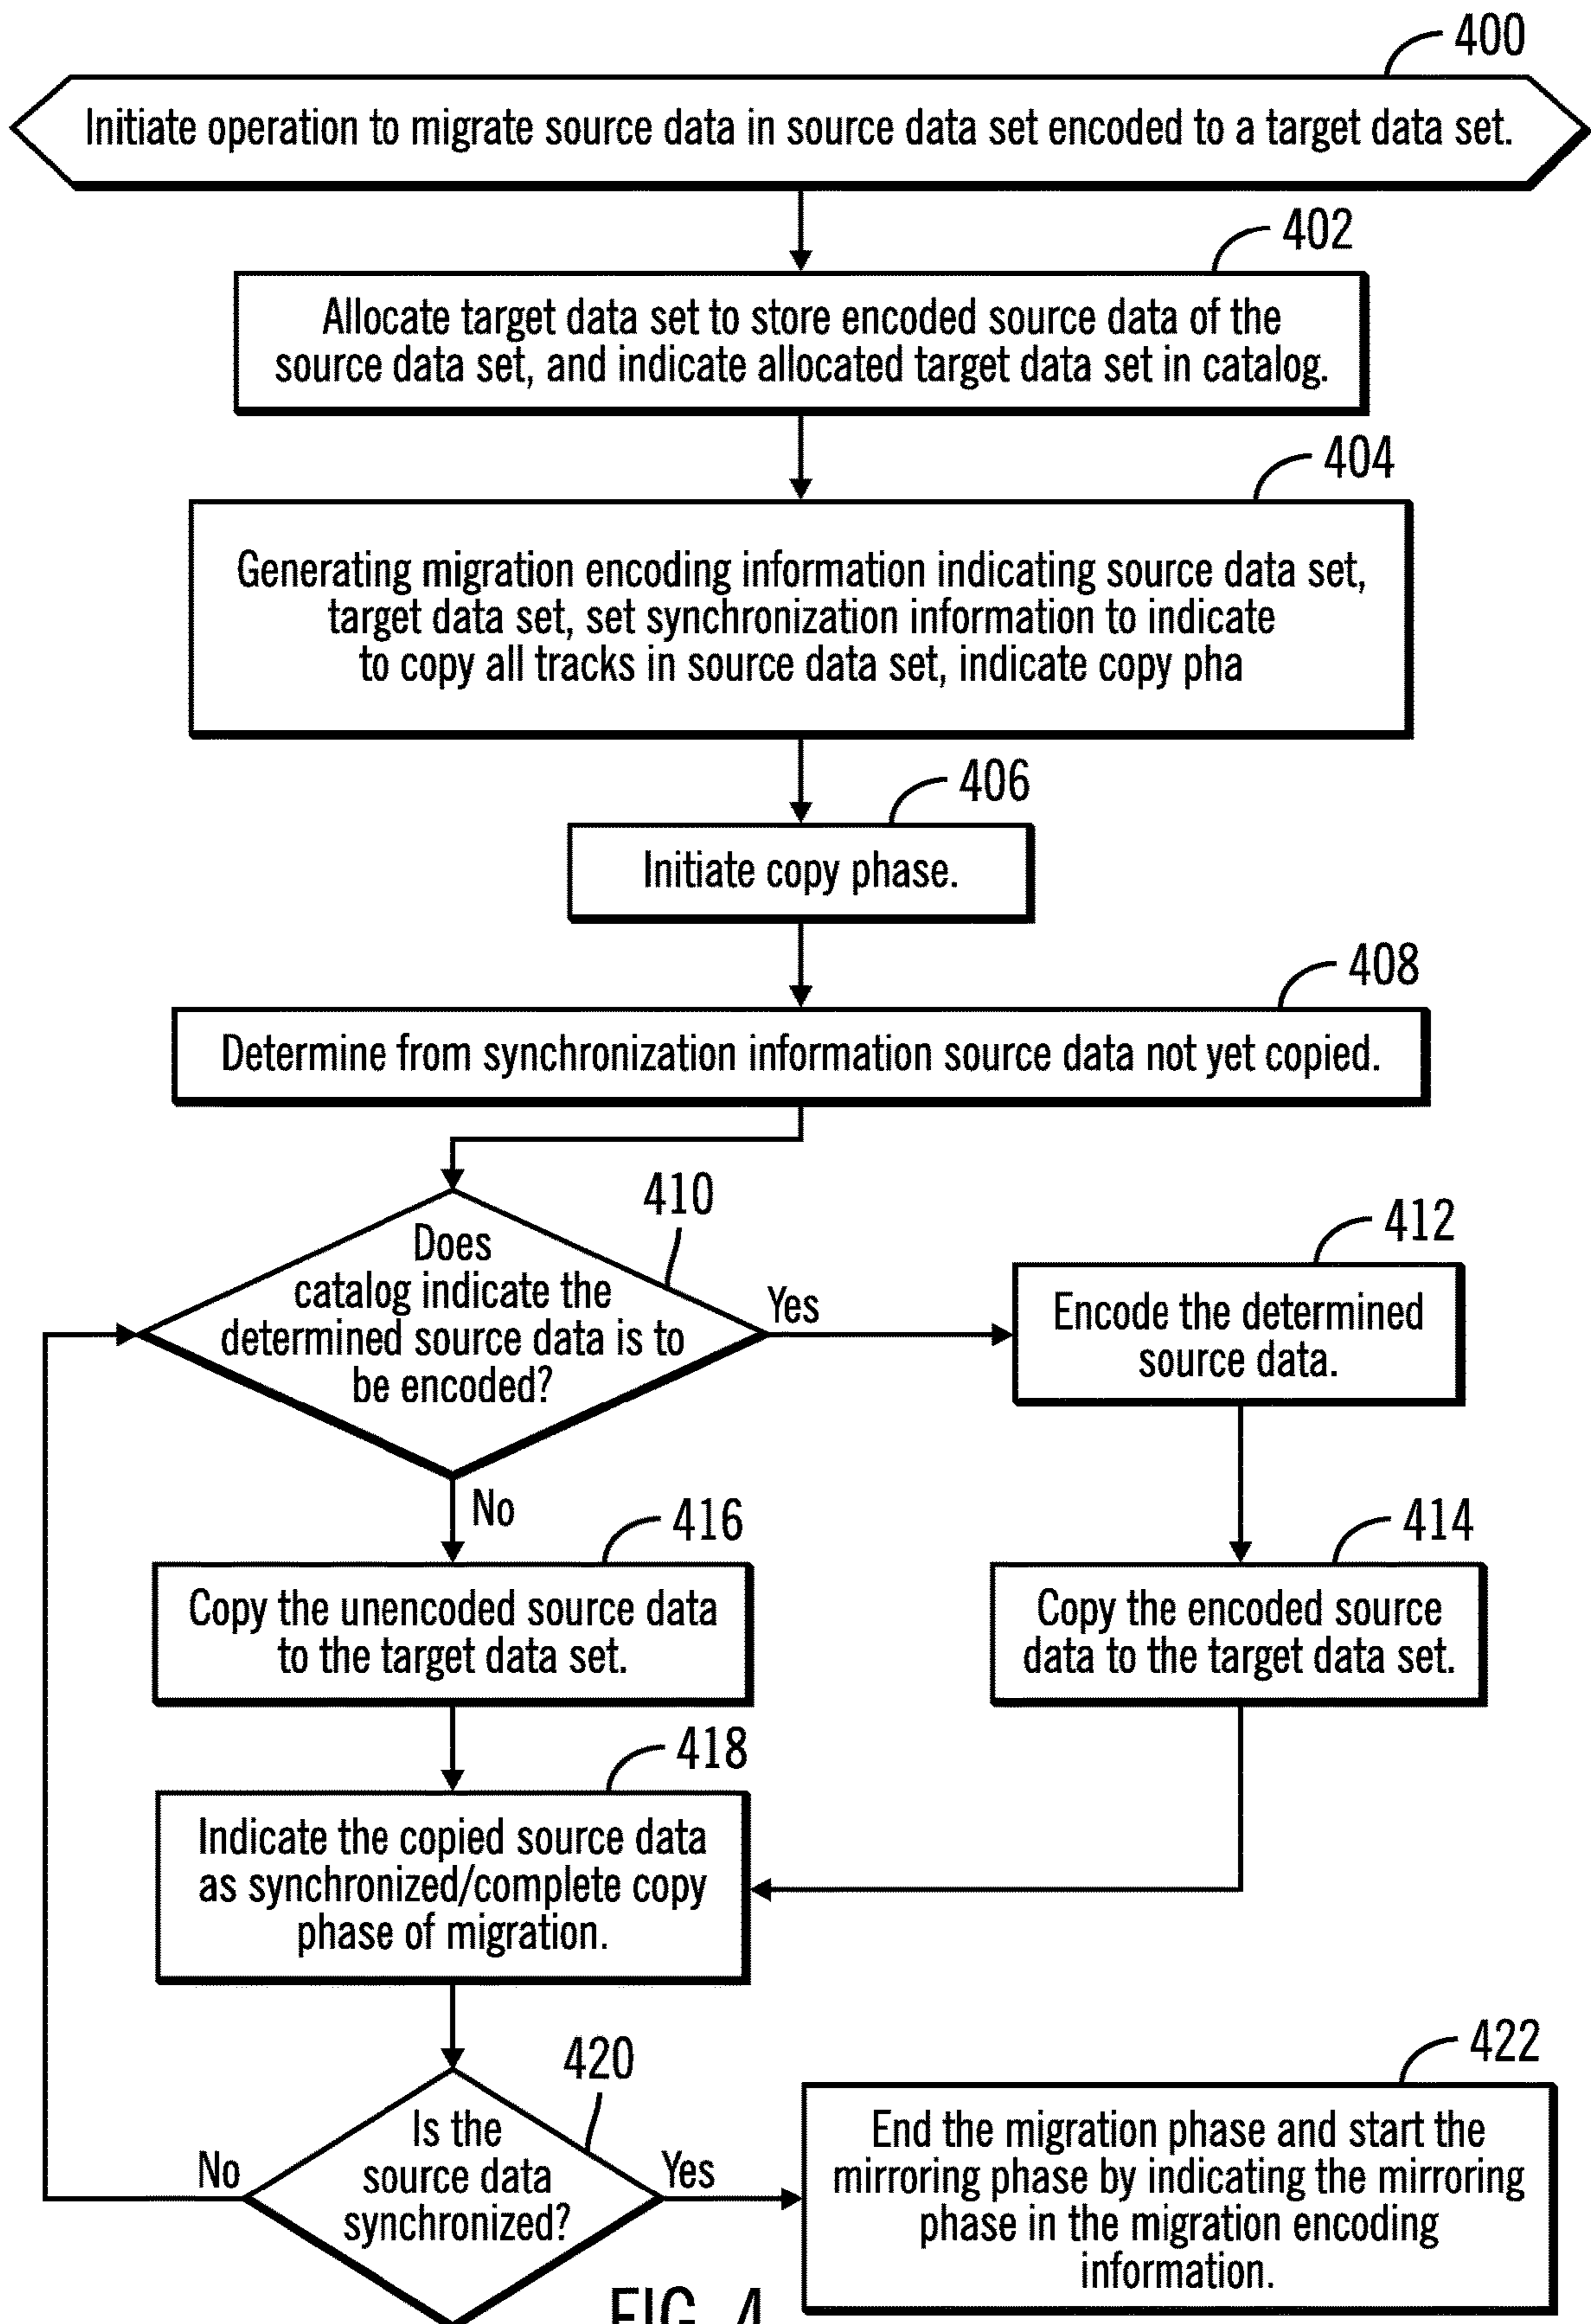 400
Initiate operation to migrate source data in source data set encoded to a target data set.
402
Allocate target data set to store encoded source data of the
source data set, and indicate allocated target data set in catalog.
404
Generating migration encoding information indicating source data set,
target data set, set synchronization information to indicate
to copy all tracks in source data set, indicate copy pha
406
Initiate copy phase.
408
Determine from synchronization information source data not yet copied.
410
Does
catalog indicate the
determined source data is to
be encoded?
Yes
412
Encode the determined
source data.
No
416
Copy the unencoded source data
to the target data set.
414
Copy the encoded source
data to the target data set.
418
Indicate the copied source data
as synchronized/complete copy
phase of migration.
420
Is the
source data
synchronized?
No
Yes
422
End the migration phase and start the
mirroring phase by indicating the mirroring
phase in the migration encoding
information.
FIG. 4